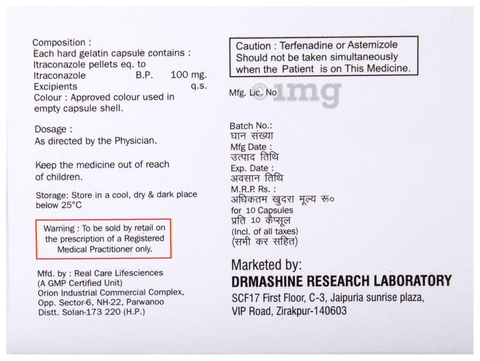 Composition :
Each hard gelatin capsule contains :
Itraconazole pellets eq. to
Itraconazole B.P. 100 mg.
Excipients q.s.
Colour : Approved colour used in
empty capsule shell.
Dosage :
As directed by the Physician.
Keep the medicine out of reach
of children.
Storage: Store in a cool, dry & dark place
below 25°C
Warning : To be sold by retail on
the prescription of a Registered
Medical Practitioner only.
Mfd. by : Real Care Lifesciences
(A GMP Certified Unit)
Orion Industrial Commercial Complex,
Opp. Sector-6, NH-22, Parwanoo
Distt. Solan-173 220 (H.P.)
Caution : Terfenadine or Astemizole
Should not be taken simultaneously
when the Patient is on This Medicine.
1mg
Mfg. Lic. No
Batch No.:
घान संख्या
Mfg Date :
उत्पाद तिथि
Exp. Date :
अवसान तिथि
M.R.P. Rs :
अधिकतम खुदरा मूल्य रू०
for 10 Capsules
प्रति 10 कैप्सूल
(Incl. of all taxes)
(सभी कर सहित)
Marketed by:
DRMASHINE RESEARCH LABORATORY
SCF17 First Floor, C-3, Jaipuria sunrise plaza,
VIP Road, Zirakpur-140603